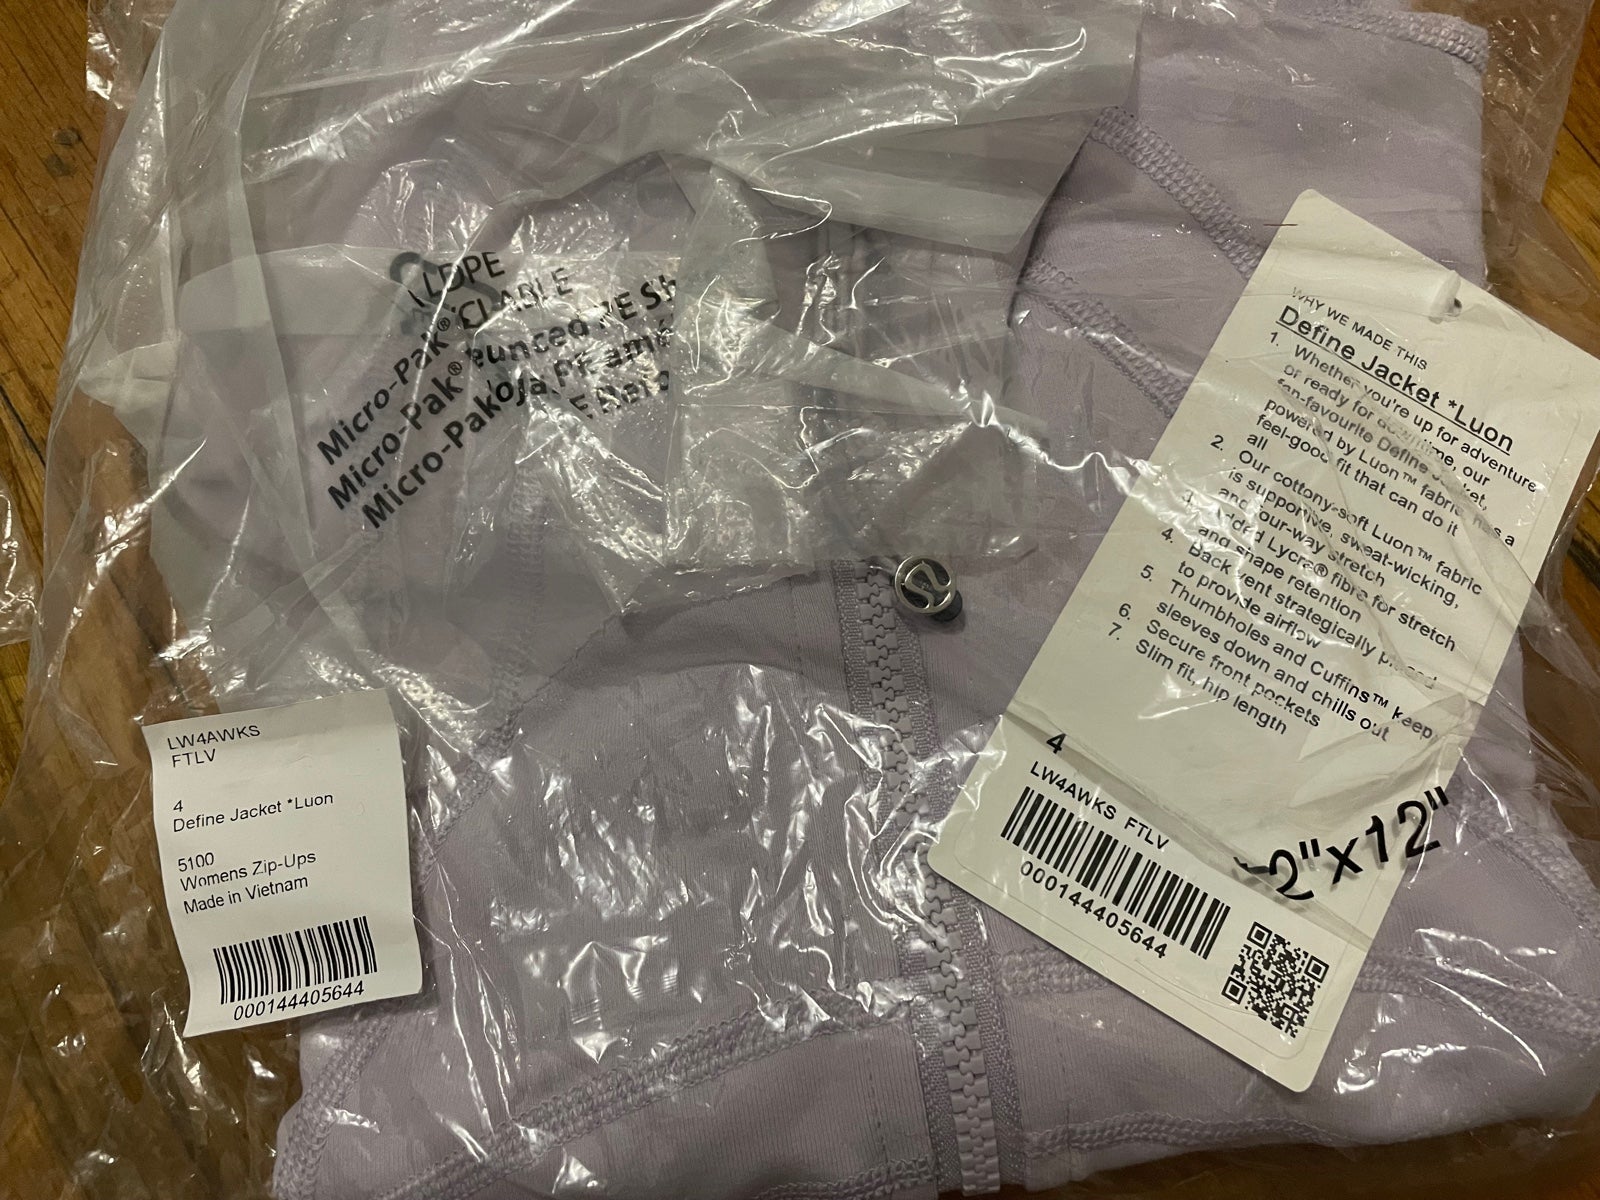 LDPE
CLABLE
Micro-Pak®
Micro-Pak®
Micro-Pak
WHY WE MADE THIS
Define Jacket *Luon
1. Whether you're up for adventure
or ready for downtime, our
fan-favourite Define Jacket,
powered by Luon™ fabric, has a
feel-good fit that can do it
all
2. Our cottony-soft Luon™ fabric
is supportive, sweat-wicking,
and four-way stretch
3. Added Lycra® fibre for stretch
and shape retention
4. Back vent strategically placed
to provide airflow
5. Thumbholes and Cuffins™ keep
sleeves down and chills out
6. Secure front pockets
7. Slim fit, hip length
4
LW4AWKS FTLV
000144405644
2"x12"
LW4AWKS
FTLV
4
Define Jacket *Luon
5100
Womens Zip-Ups
Made in Vietnam
000144405644